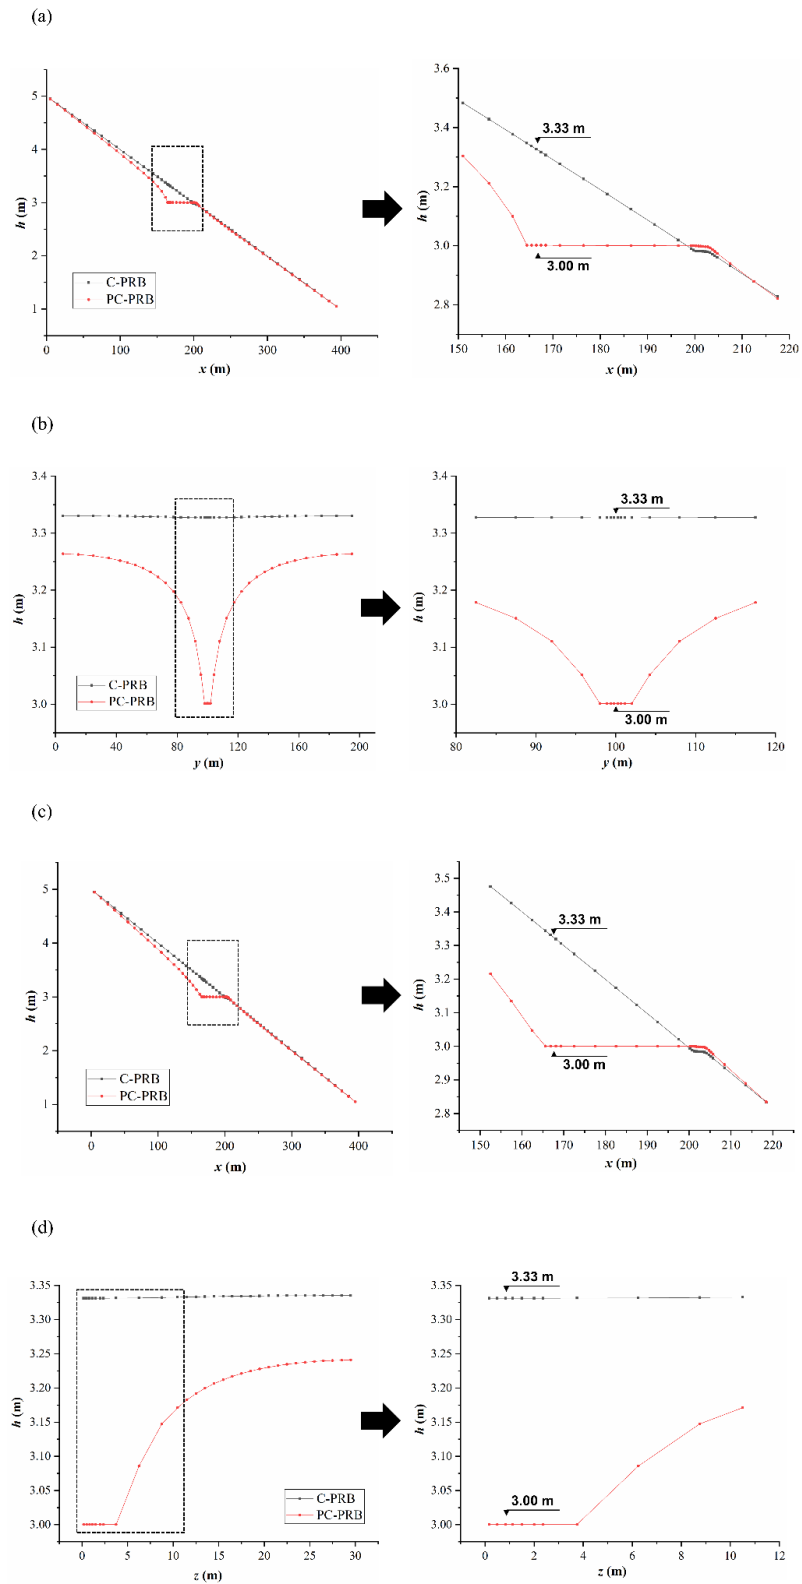 (a)
5
4
3
2
1
h (m)
0 100 200 300 400
x (m)
C-PRB
PC-PRB
3.6
3.4
3.2
3.0
2.8
h (m)
150 160 170 180 190 200 210 220
x (m)
3.33 m
3.00 m
(b)
3.4
3.3
3.2
3.1
3.0
h (m)
0 40 80 120 160 200
y (m)
C-PRB
PC-PRB
3.4
3.3
3.2
3.1
3.0
h (m)
80 90 100 110 120
y (m)
3.33 m
3.00 m
(c)
5
4
3
2
1
h (m)
0 100 200 300 400
x (m)
C-PRB
PC-PRB
3.5
3.4
3.3
3.2
3.1
3.0
2.9
2.8
h (m)
150 160 170 180 190 200 210 220
x (m)
3.33 m
3.00 m
(d)
3.35
3.30
3.25
3.20
3.15
3.10
3.05
3.00
h (m)
0 5 10 15 20 25 30
z (m)
C-PRB
PC-PRB
3.35
3.30
3.25
3.20
3.15
3.10
3.05
3.00
h (m)
0 2 4 6 8 10 12
z (m)
3.33 m
3.00 m